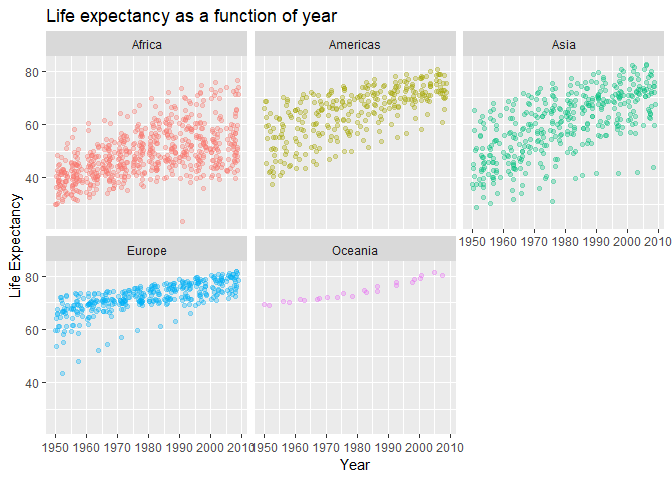 Life expectancy as a function of year
Africa
Americas
Asia
80
60
40
1950 1960 1970 1980 1990 2000 2010
Life Expectancy
Europe
Oceania
80
60
40
1950 1960 1970 1980 1990 2000 2010
1950 1960 1970 1980 1990 2000 2010
Year